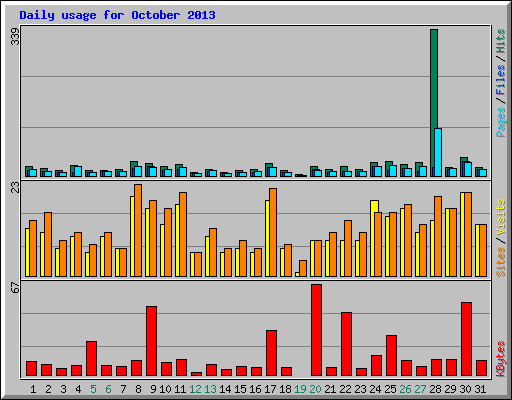 Daily usage for October 2013
339
Pages / Files / Hits
23
Sites / Visits
67
KBytes
1 2 3 4 5 6 7 8 9 10 11 12 13 14 15 16 17 18 19 20 21 22 23 24 25 26 27 28 29 30 31